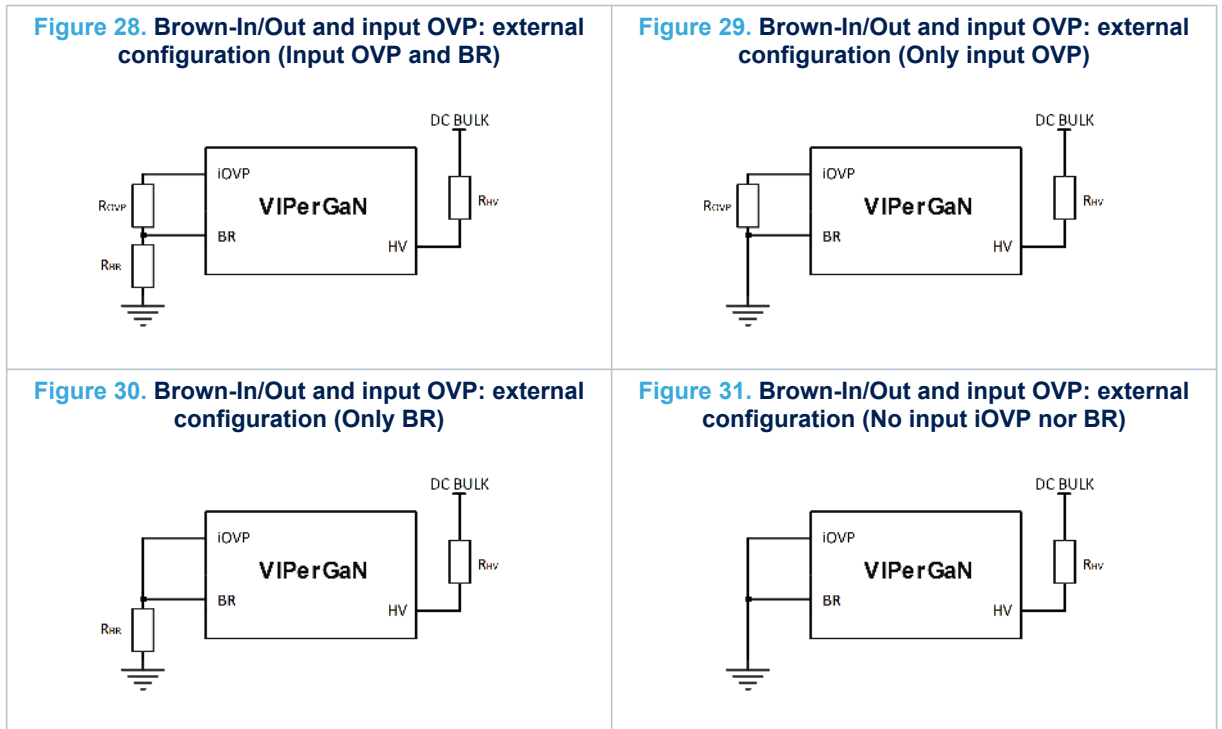 Figure 28. Brown-In/Out and input OVP: external
configuration (Input OVP and BR)
DC BULK
iOVP
ROVP
VIPerGaN
RHV
BR
HV
RHR
Figure 29. Brown-In/Out and input OVP: external
configuration (Only input OVP)
DC BULK
iOVP
ROVP
VIPerGaN
RHV
BR
HV
Figure 30. Brown-In/Out and input OVP: external
configuration (Only BR)
DC BULK
iOVP
VIPerGaN
RHV
BR
HV
RHR
Figure 31. Brown-In/Out and input OVP: external
configuration (No input iOVP nor BR)
DC BULK
iOVP
VIPerGaN
RHV
BR
HV